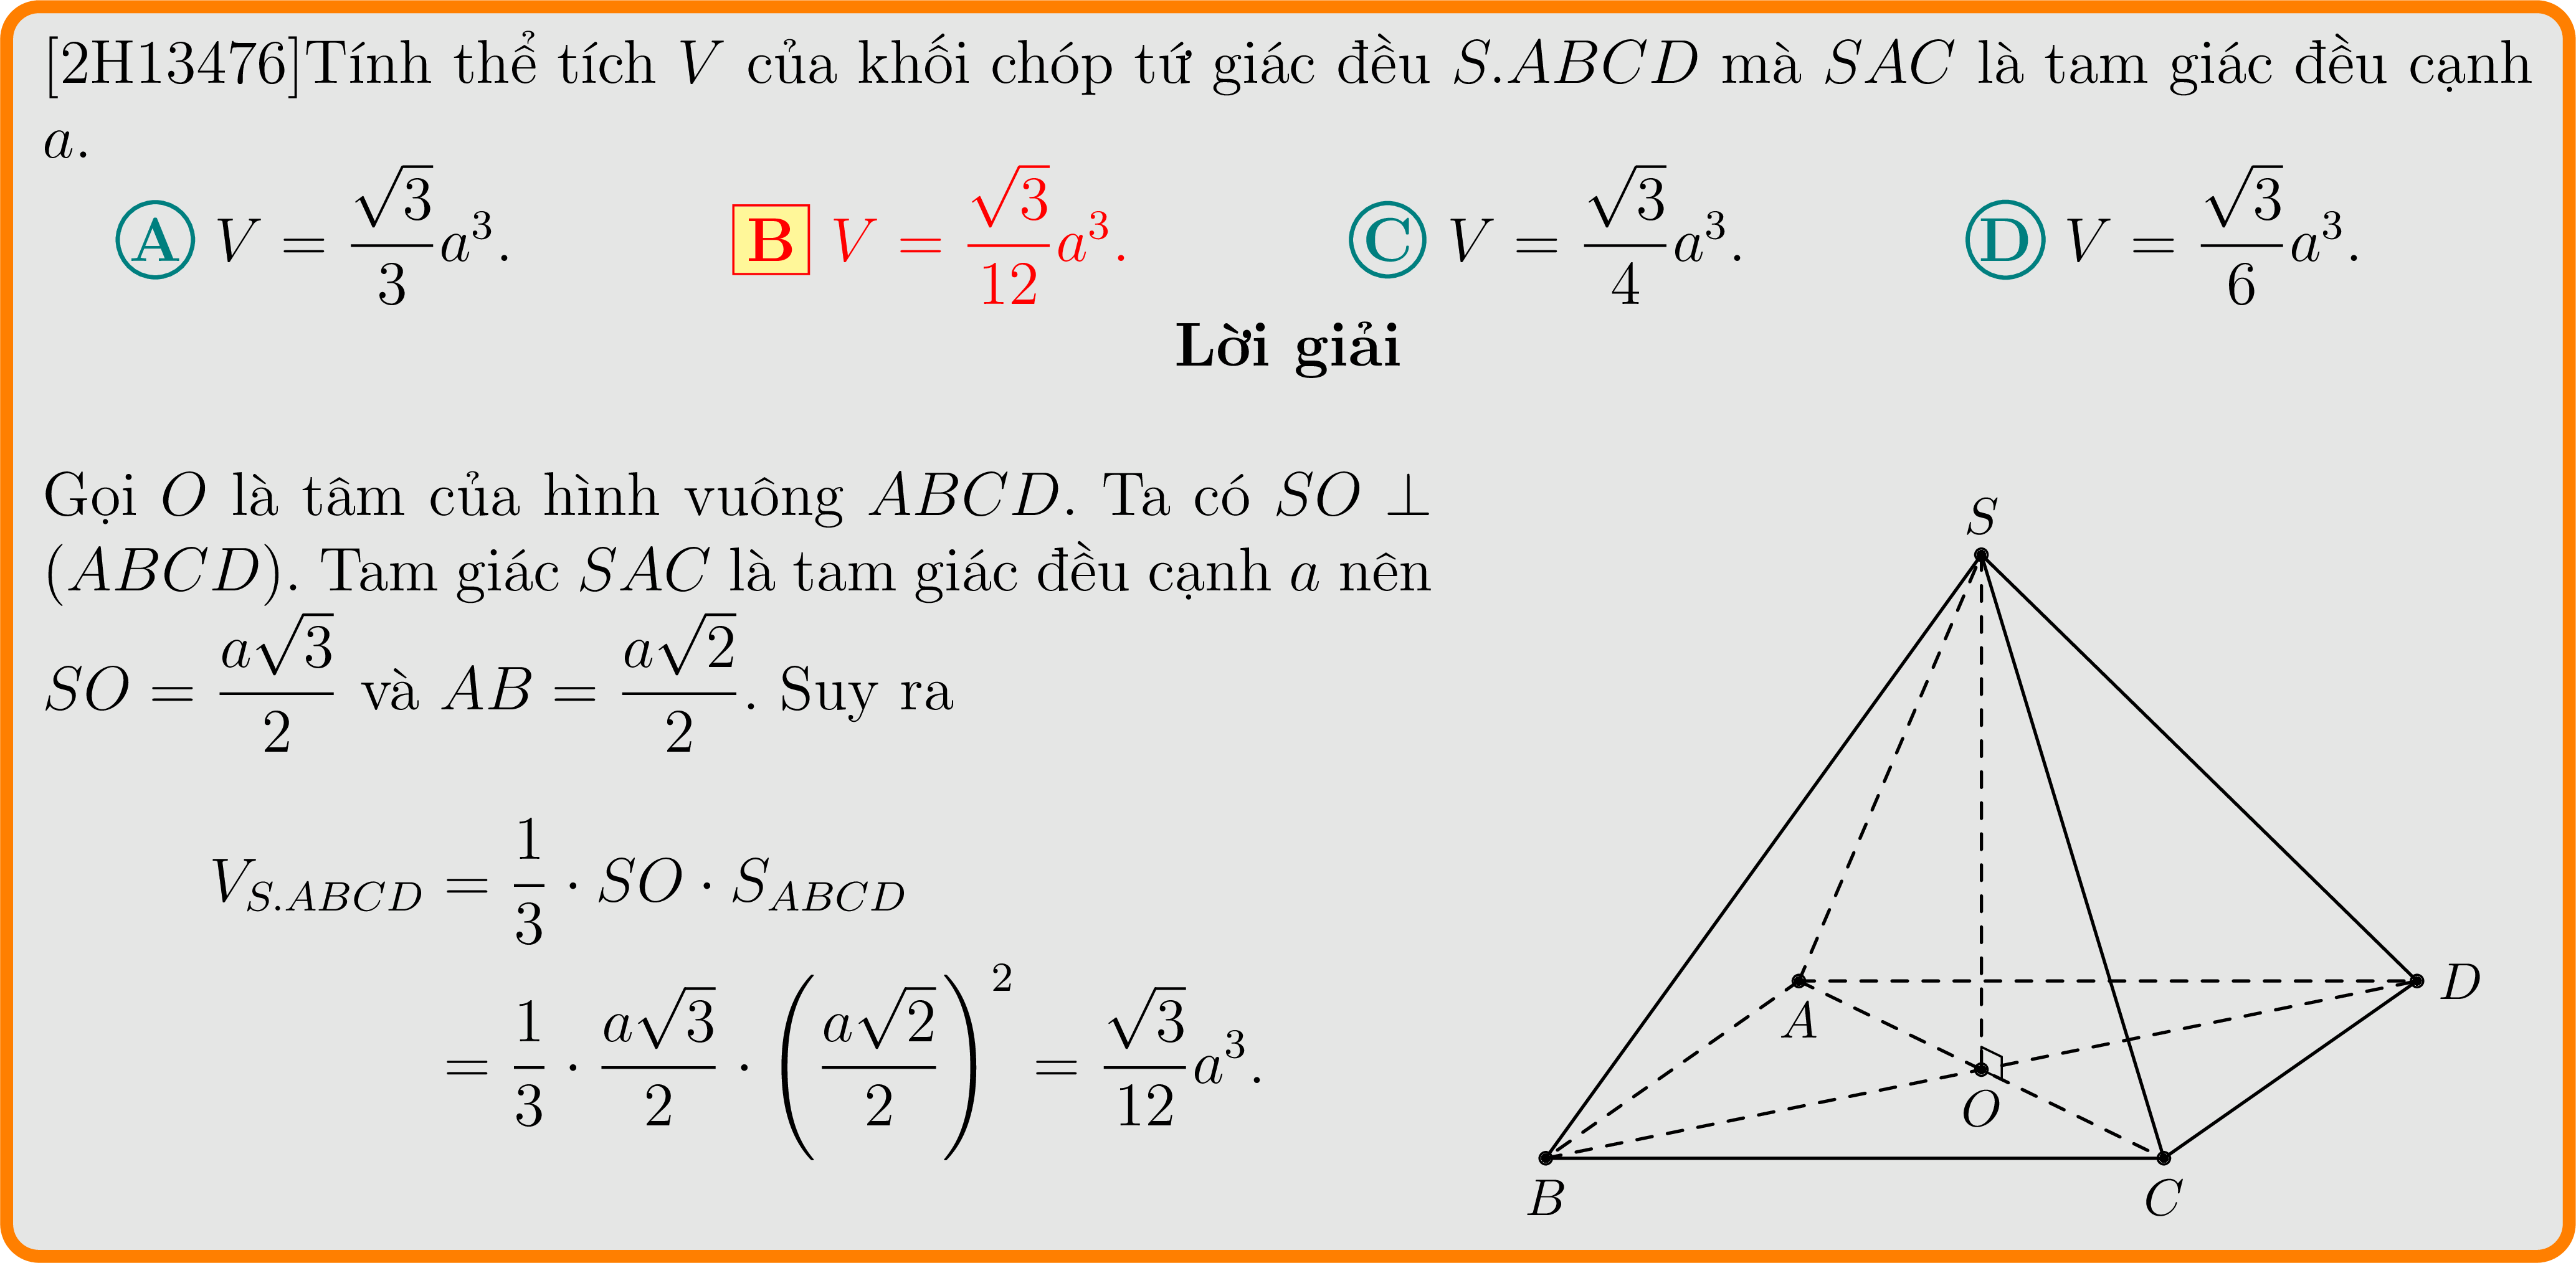 [2H13476]Tính thể tích V của khối chóp tứ giác đều S.ABCD mà SAC là tam giác đều cạnh
a.
A V = \frac{\sqrt{3}}{3}a^3. B V = \frac{\sqrt{3}}{12}a^3. C V = \frac{\sqrt{3}}{4}a^3. D V = \frac{\sqrt{3}}{6}a^3.
Lời giải
Gọi O là tâm của hình vuông ABCD. Ta có SO ⊥
(ABCD). Tam giác SAC là tam giác đều cạnh a nên
SO = \frac{a\sqrt{3}}{2} và AB = \frac{a\sqrt{2}}{2}. Suy ra
V_{S.ABCD} = \frac{1}{3} · SO · S_{ABCD}
= \frac{1}{3} · \frac{a\sqrt{3}}{2} · \left(\frac{a\sqrt{2}}{2}\right)^2 = \frac{\sqrt{3}}{12}a^3.
S
A
D
O
B
C